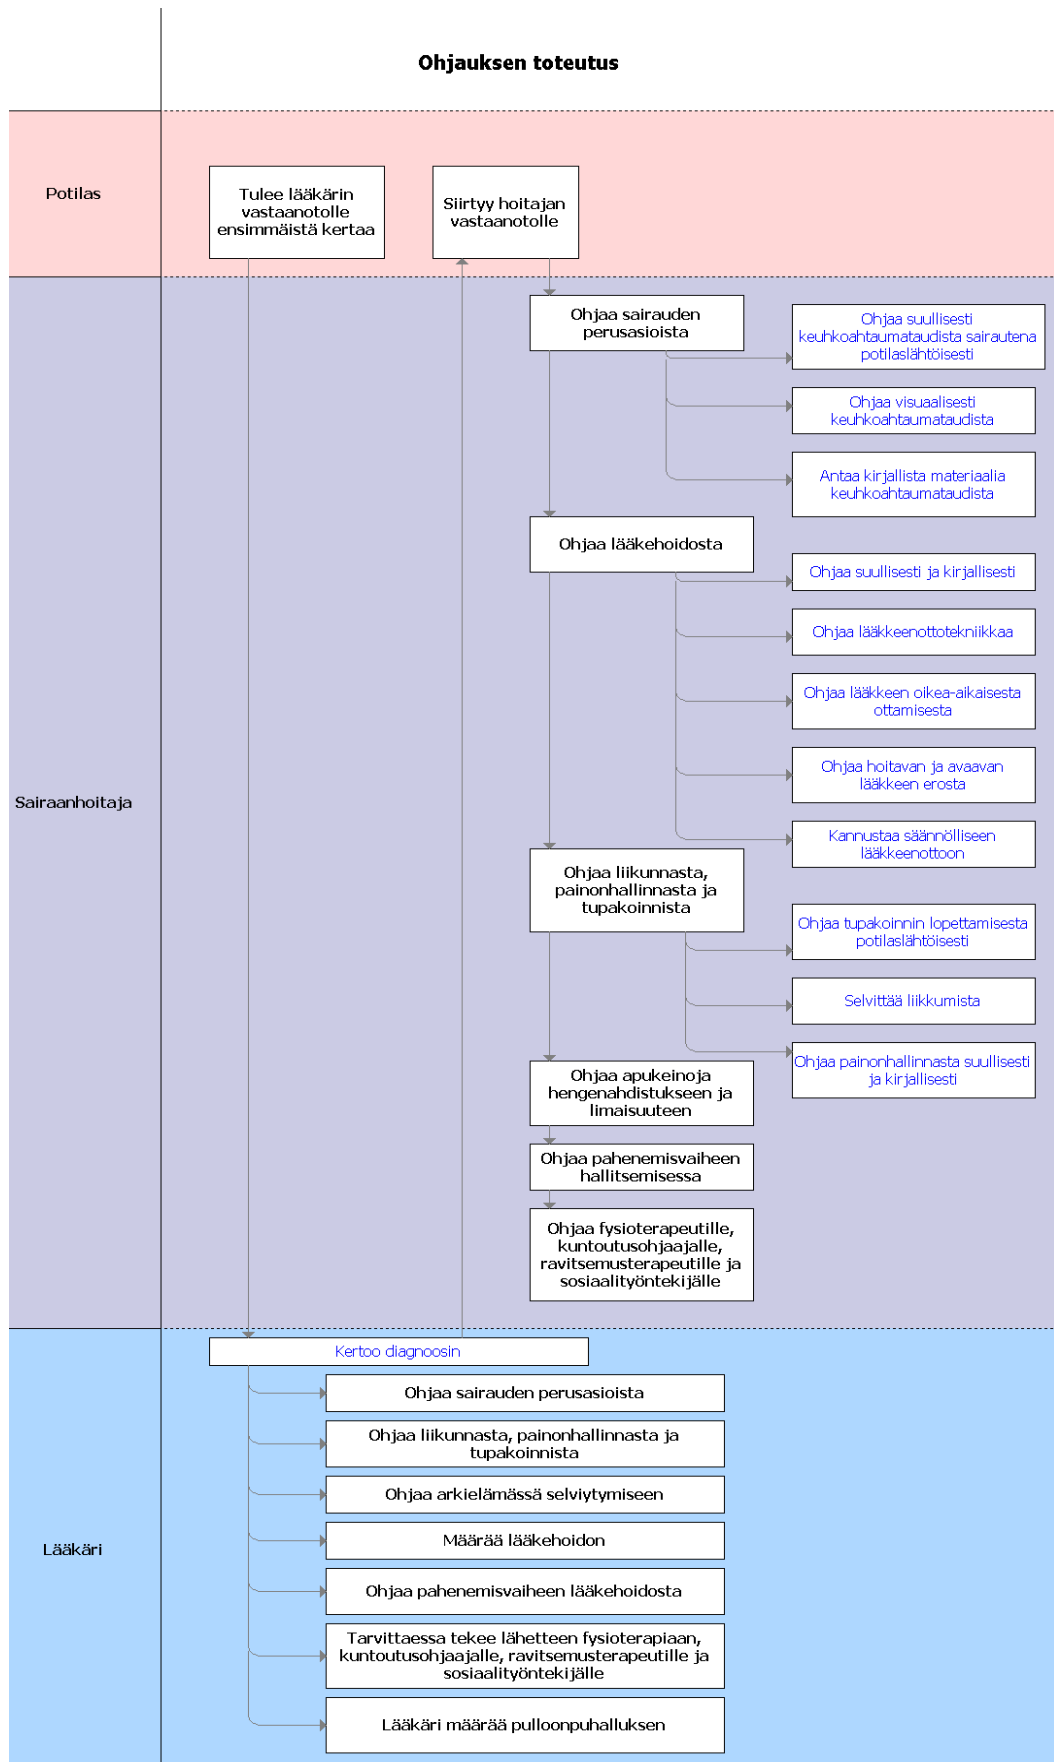 Ohjauksen toteutus
Potilas
Tulee lääkärin
vastaanotolle
ensimmäistä kertaa
Siirtyy hoitajan
vastaanotolle
Sairaanhoitaja
Ohjaa sairauden
perusasioista
Ohjaa suullisesti
keuhkoahtaumataudista sairautena
potilaslähtöisesti
Ohjaa visuaalisesti
keuhkoahtaumataudista
Antaa kirjallista materiaalia
keuhkoahtaumataudista
Ohjaa lääkehoidosta
Ohjaa suullisesti ja kirjallisesti
Ohjaa lääkkeenottotekniikkaa
Ohjaa lääkkeen oikea-aikaisesta
ottamisesta
Ohjaa hoitavan ja avaavan
lääkkeen erosta
Kannustaa säännölliseen
lääkkeenottoon
Ohjaa liikunnasta,
painonhallinnasta ja
tupakoinnista
Ohjaa tupakoinnin lopettamisesta
potilaslähtöisesti
Selvittää liikkumista
Ohjaa painonhallinnasta suullisesti
ja kirjallisesti
Ohjaa apukeinoja
hengenahdistukseen ja
limaisuuteen
Ohjaa pahenemisvaiheen
hallitsemisessa
Ohjaa fysioterapeutille,
kuntoutusohjaajalle,
ravitsemusterapeutille ja
sosiaalityöntekijälle
Lääkäri
Kertoo diagnoosin
Ohjaa sairauden perusasioista
Ohjaa liikunnasta, painonhallinnasta ja
tupakoinnista
Ohjaa arkielämässä selviytymiseen
Määrää lääkehoidon
Ohjaa pahenemisvaiheen lääkehoidosta
Tarvittaessa tekee lähetteen fysioterapiaan,
kuntoutusohjaajalle, ravitsemusterapeutille ja
sosiaalityöntekijälle
Lääkäri määrää pulloonpuhalluksen